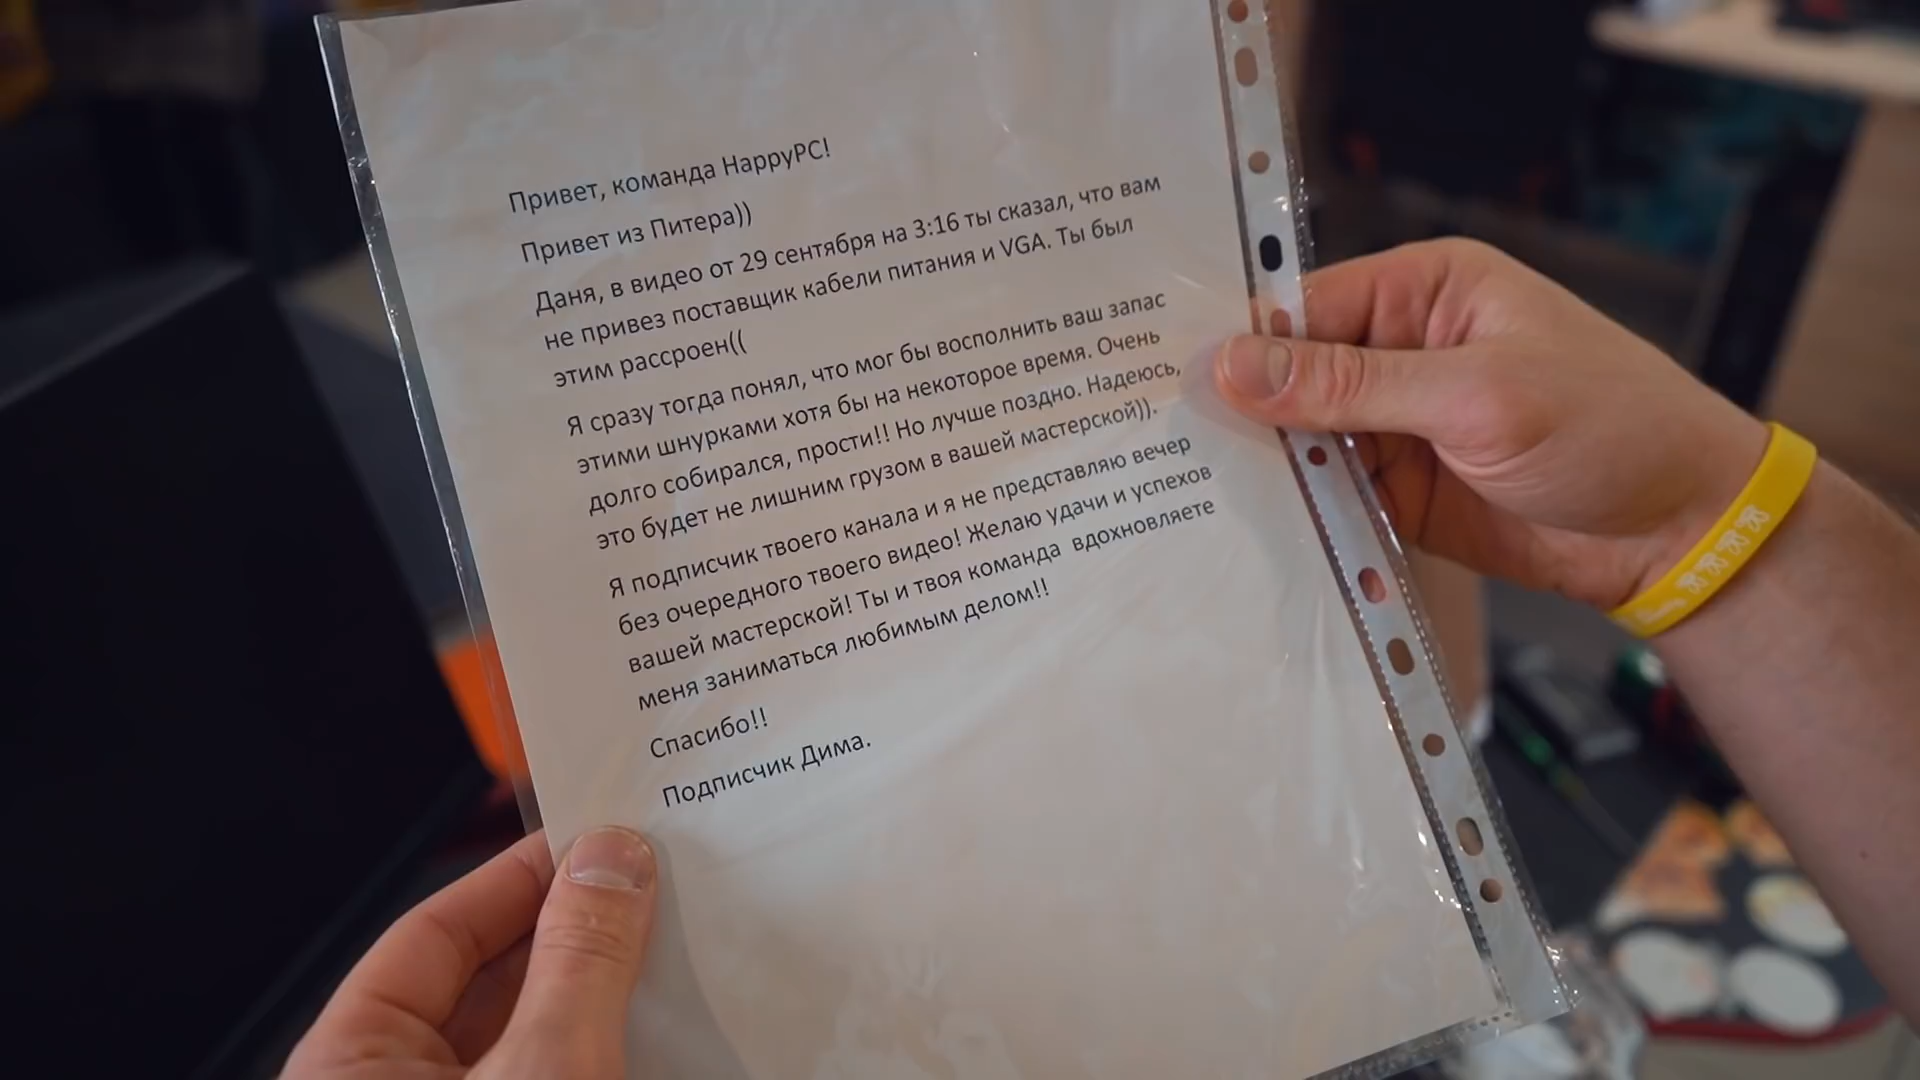 Привет, команда HappyPC!
Привет из Питера))
Даня, в видео от 29 сентября на 3:16 ты сказал, что вам
не привез поставщик кабели питания и VGA. Ты был
этим рассроен((
Я сразу тогда понял, что мог бы восполнить ваш запас
этими шнурками хотя бы на некоторое время. Очень
долго собирался, прости!! Но лучше поздно. Надеюсь,
это будет не лишним грузом в вашей мастерской)).
Я подписчик твоего канала и я не представляю вечер
без очередного твоего видео! Желаю удачи и успехов
вашей мастерской! Ты и твоя команда вдохновляете
меня заниматься любимым делом!!
Спасибо!!
Подписчик Дима.